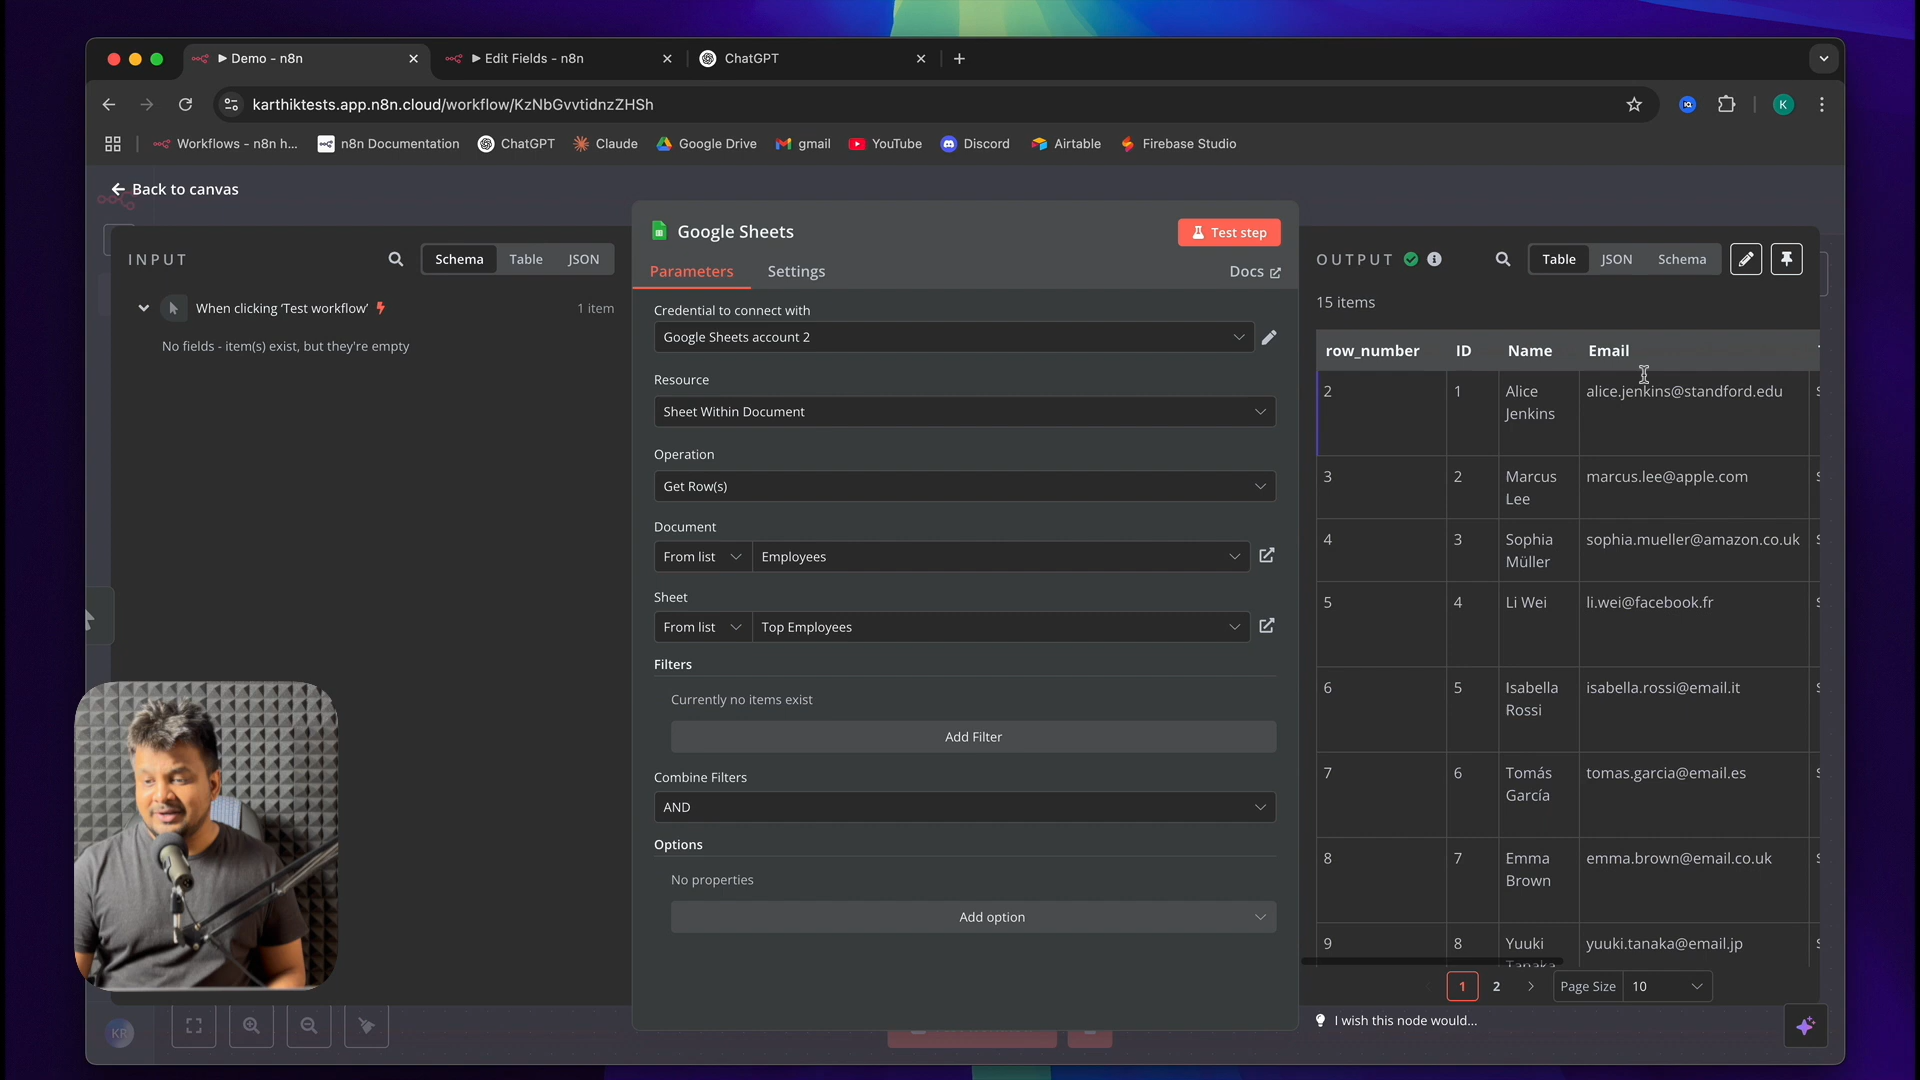 Demo - n8n
Edit Fields - n8n
ChatGPT
karthiktests.app.n8n.cloud/workflow/KzNbGvvtidnzZHSh
K
Workflows - n8n h...
n8n Documentation
ChatGPT
Claude
Google Drive
gmail
YouTube
Discord
Airtable
Firebase Studio
Back to canvas
INPUT
Schema
Table
JSON
When clicking ‘Test workflow’
1 item
No fields - item(s) exist, but they're empty
Google Sheets
Test step
Parameters
Settings
Docs
Credential to connect with
Google Sheets account 2
Resource
Sheet Within Document
Operation
Get Row(s)
Document
From list
Employees
Sheet
From list
Top Employees
Filters
Currently no items exist
Add Filter
Combine Filters
AND
Options
No properties
Add option
OUTPUT
Table
JSON
Schema
15 items
row_number ID Name Email
2 1 Alice Jenkins alice.jenkins@standford.edu
3 2 Marcus Lee marcus.lee@apple.com
4 3 Sophia Müller sophia.mueller@amazon.co.uk
5 4 Li Wei li.wei@facebook.fr
6 5 Isabella Rossi isabella.rossi@email.it
7 6 Tomás García tomas.garcia@email.es
8 7 Emma Brown emma.brown@email.co.uk
9 8 Yuuki Tanaka yuuki.tanaka@email.jp
1 2
Page Size 10
I wish this node would...
KR